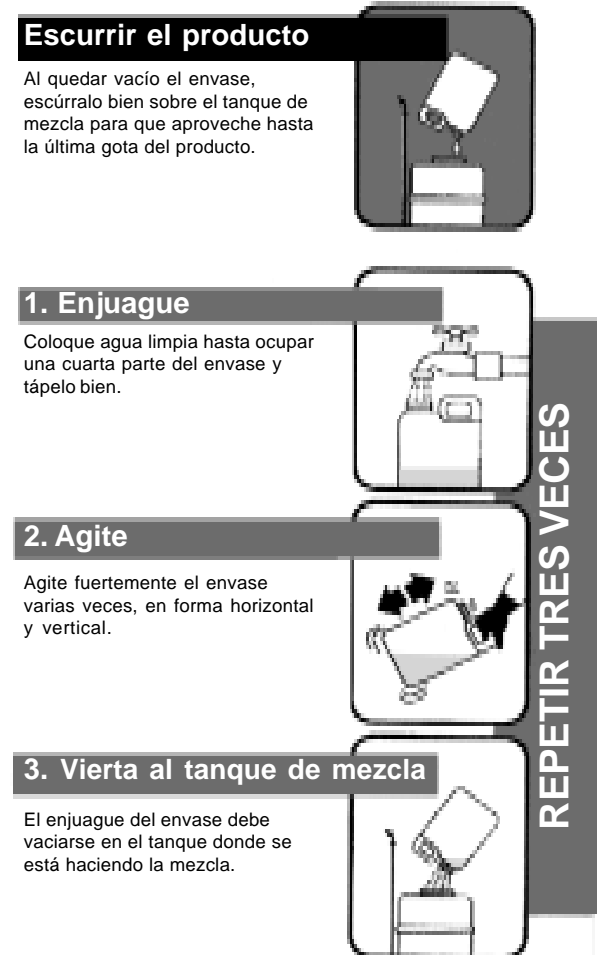 Escurrir el producto
Al quedar vacío el envase,
escúrralo bien sobre el tanque de
mezcla para que aproveche hasta
la última gota del producto.
1. Enjuague
Coloque agua limpia hasta ocupar
una cuarta parte del envase y
tápelo bien.
2. Agite
Agite fuertemente el envase
varias veces, en forma horizontal
y vertical.
3. Vierta al tanque de mezcla
El enjuague del envase debe
vaciarse en el tanque donde se
está haciendo la mezcla.
REPETIR TRES VECES